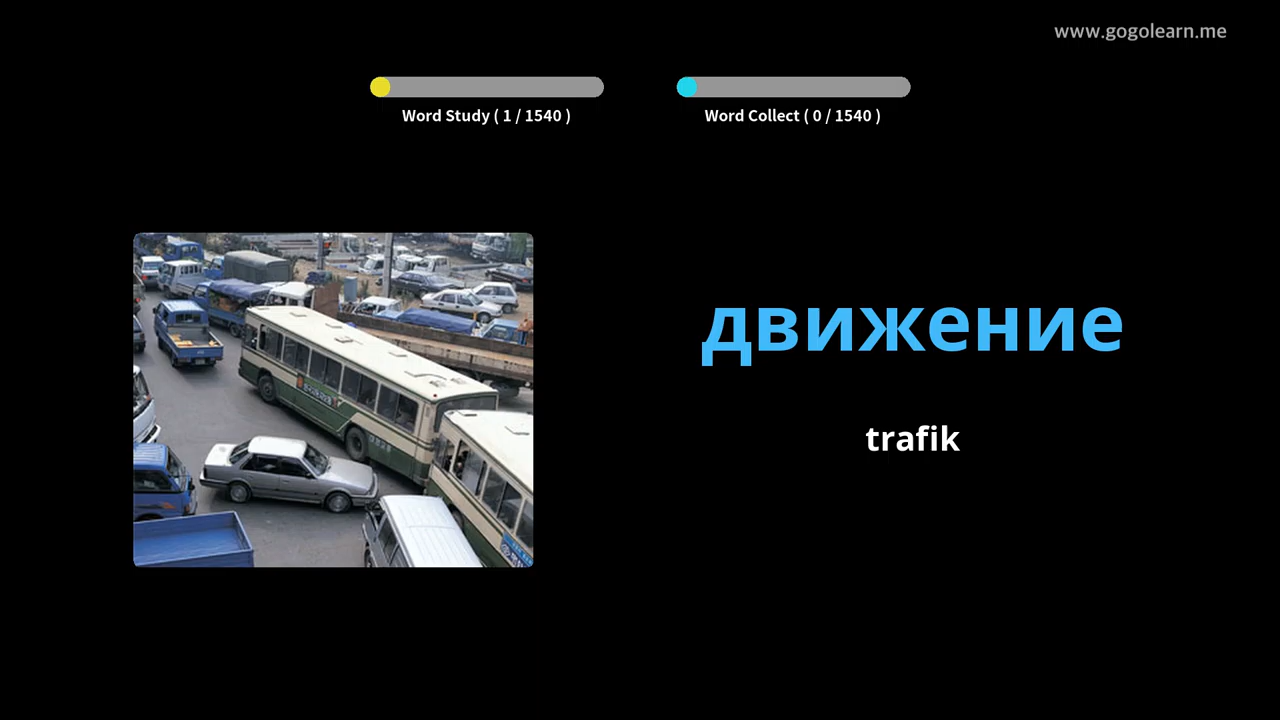 www.gogolearn.me
Word Study ( 1 / 1540 )
Word Collect ( 0 / 1540 )
движение
trafik